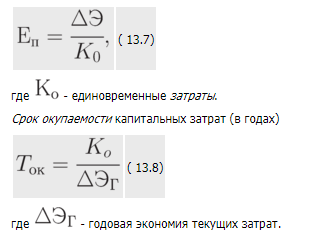 Eп = ΔЭ / K0, ( 13.7)
где Ko - единовременные затраты.
Срок окупаемости капитальных затрат (в годах)
Tок = Ko / ΔЭГ ( 13.8)
где ΔЭГ - годовая экономия текущих затрат.